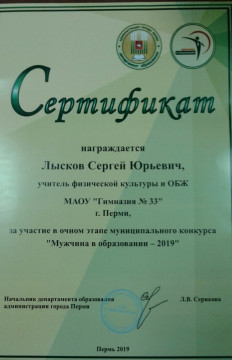 Сертификат
награждается
Лысков Сергей Юрьевич,
учитель физической культуры и ОБЖ
МАОУ "Гимназия № 33"
г. Перми,
за участие в очном этапе муниципального конкурса
"Мужчина в образовании – 2019"
Начальник департамента образования
администрации города Перми
Л.В. Серикова
Пермь 2019